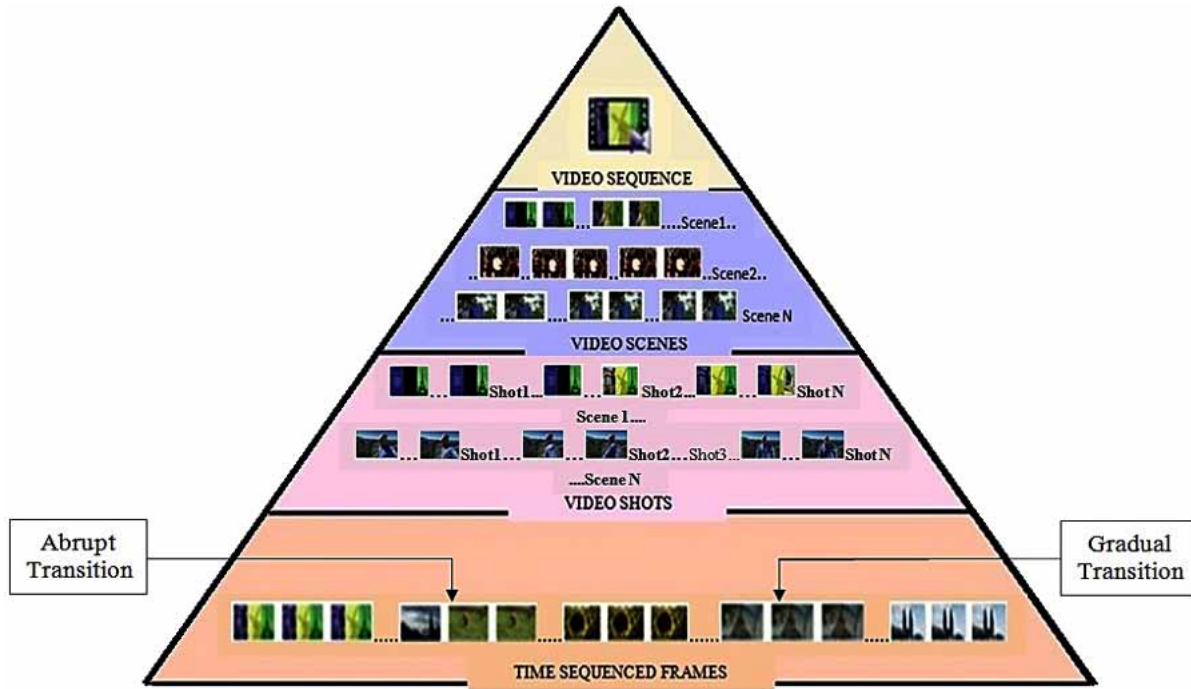 VIDEO SEQUENCE
... ....Scene1..
.. .. .. ..Scene2..
... .... ... Scene N
VIDEO SCENES
... Shot1... ... Shot2... ... Shot N
Scene 1....
... Shot1... ... Shot2...Shot3... ... Shot N
....Scene N
VIDEO SHOTS
Abrupt
Transition
Gradual
Transition
..... ..... ...... .....
TIME SEQUENCED FRAMES